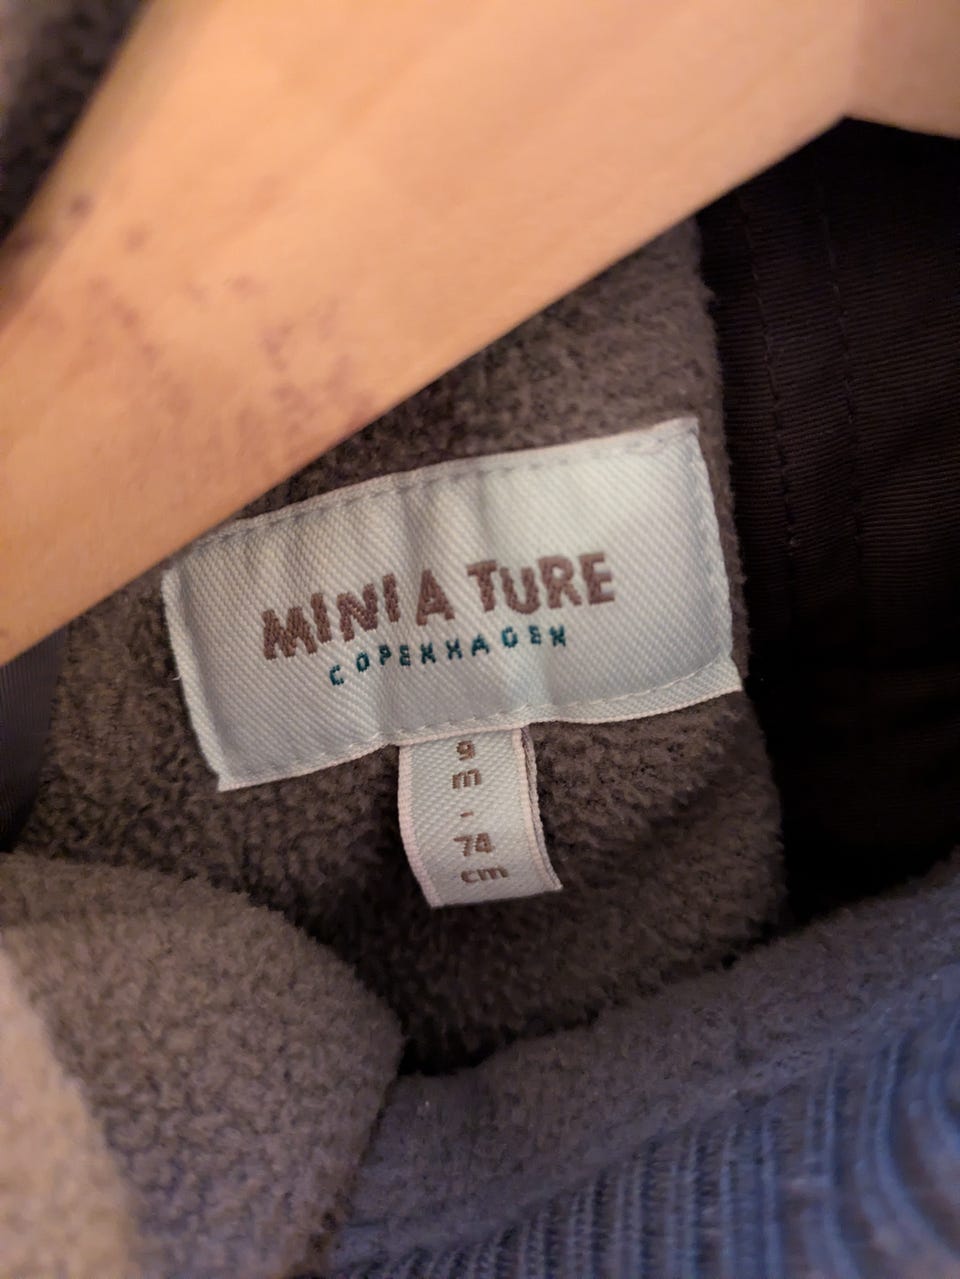 MINI A TURE
COPENHAGEN
9
m
-
74
cm